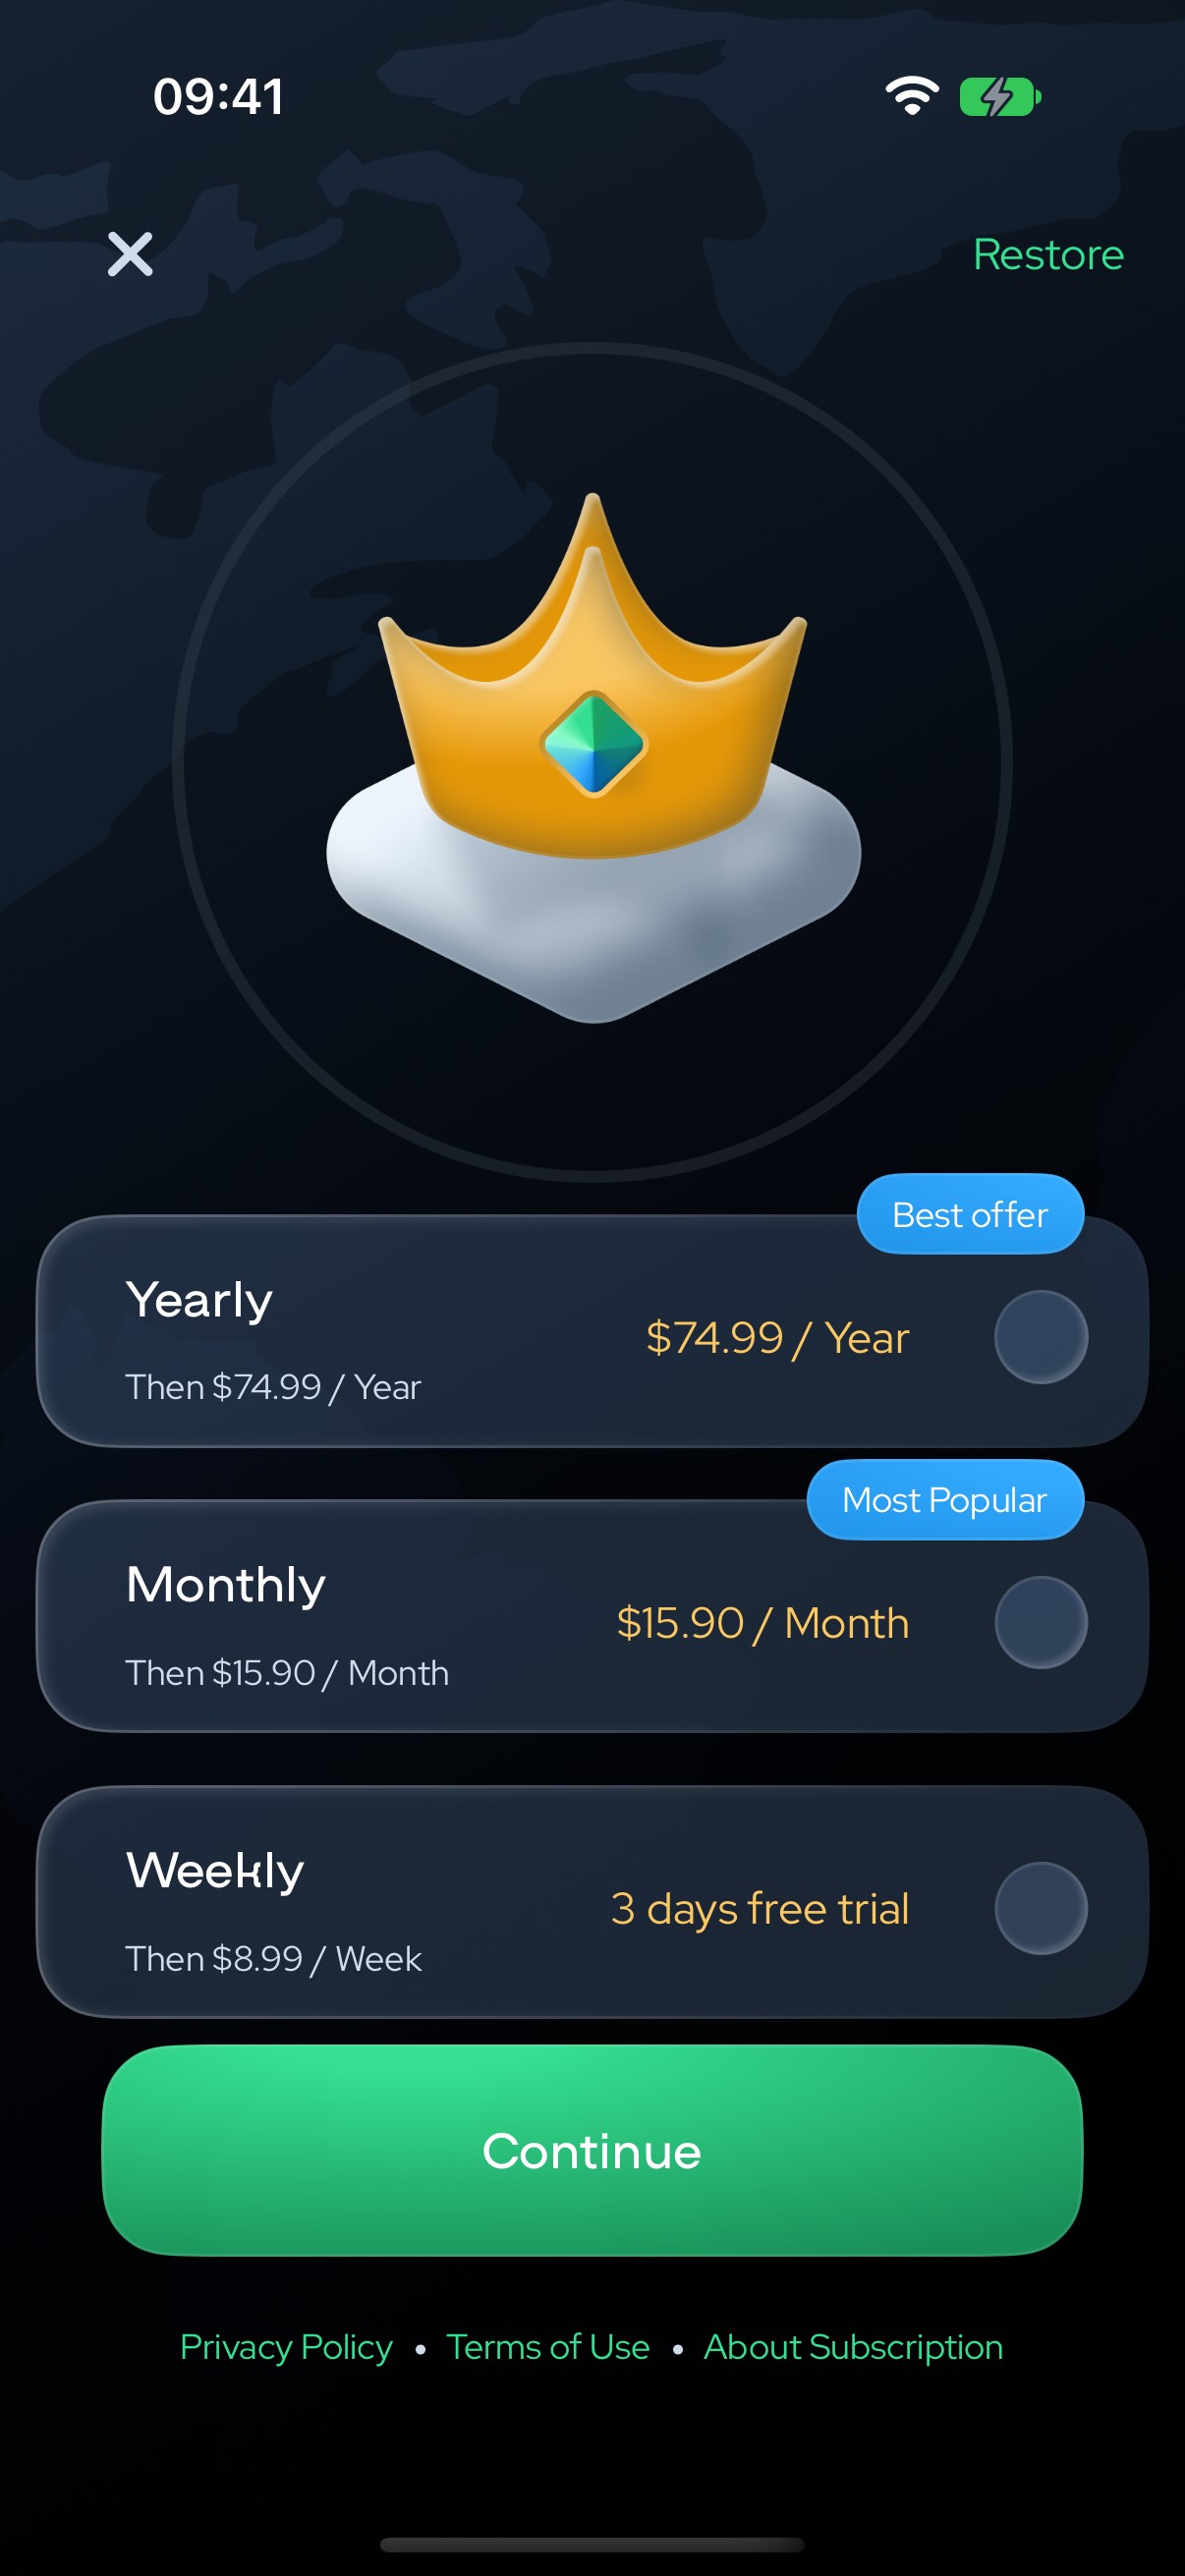 09:41
Restore
Best offer
Yearly
$74.99 / Year
Then $74.99 / Year
Most Popular
Monthly
$15.90 / Month
Then $15.90 / Month
Weekly
3 days free trial
Then $8.99 / Week
Continue
Privacy Policy • Terms of Use • About Subscription